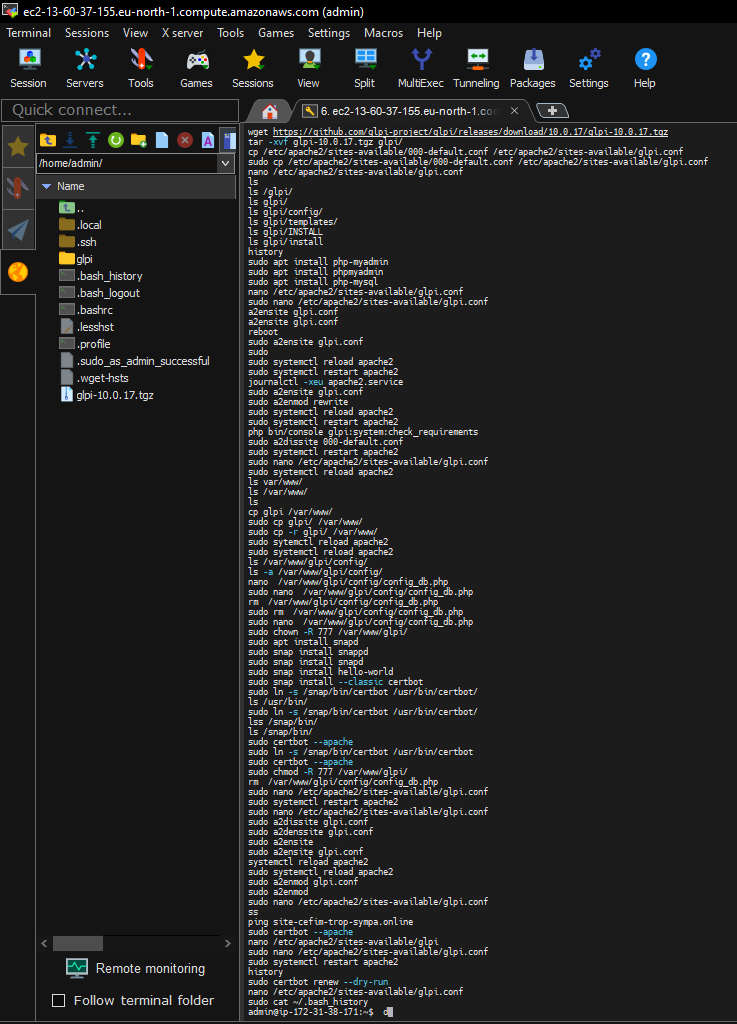 ec2-13-60-37-155.eu-north-1.compute.amazonaws.com (admin)
Terminal Sessions View X server Tools Games Settings Macros Help
Session Servers Tools Games Sessions View Split MultiExec Tunneling Packages Settings Help
Quick connect...
6. ec2-13-60-37-155.eu-north-1.com
/home/admin/
Name
..
.local
.ssh
glpi
.bash_history
.bash_logout
.bashrc
.lesshst
.profile
.sudo_as_admin_successful
.wget-hsts
glpi-10.0.17.tgz
Remote monitoring
Follow terminal folder
wget https://github.com/glpi-project/glpi/releases/download/10.0.17/glpi-10.0.17.tgz
tar -xvf glpi-10.0.17.tgz glpi/
cp /etc/apache2/sites-available/000-default.conf /etc/apache2/sites-available/glpi.conf
sudo cp /etc/apache2/sites-available/000-default.conf /etc/apache2/sites-available/glpi.conf
nano /etc/apache2/sites-available/glpi.conf
ls
ls /glpi/
ls glpi/
ls glpi/config/
ls glpi/templates/
ls glpi/INSTALL
ls glpi/install
history
sudo apt install php-myadmin
sudo apt install phpmyadmin
sudo apt install php-mysql
nano /etc/apache2/sites-available/glpi.conf
sudo nano /etc/apache2/sites-available/glpi.conf
a2ensite glpi.conf
a2ensite glpi.conf
reboot
sudo a2ensite glpi.conf
sudo
sudo systemctl reload apache2
sudo systemctl restart apache2
journalctl -xeu apache2.service
sudo a2ensite glpi.conf
sudo a2enmod rewrite
sudo systemctl reload apache2
sudo systemctl restart apache2
php bin/console glpi:system:check_requirements
sudo a2dissite 000-default.conf
sudo systemctl restart apache2
sudo nano /etc/apache2/sites-available/glpi.conf
sudo systemctl reload apache2
ls var/www/
ls /var/www/
ls
cp glpi /var/www/
sudo cp glpi/ /var/www/
sudo cp -r glpi/ /var/www/
sudo sytemctl reload apache2
sudo systemctl reload apache2
ls /var/www/glpi/config/
ls -a /var/www/glpi/config/
nano  /var/www/glpi/config/config_db.php
sudo nano  /var/www/glpi/config/config_db.php
rm  /var/www/glpi/config/config_db.php
sudo rm  /var/www/glpi/config/config_db.php
sudo nano  /var/www/glpi/config/config_db.php
sudo chown -R 777 /var/www/glpi/
sudo apt install snapd
sudo snap install snappd
sudo snap install snapd
sudo snap install hello-world
sudo snap install --classic certbot
sudo ln -s /snap/bin/certbot /usr/bin/certbot/
ls /usr/bin/
sudo ln -s /snap/bin/certbot /usr/bin/certbot/
lss /snap/bin/
ls /snap/bin/
sudo certbot --apache
sudo ln -s /snap/bin/certbot /usr/bin/certbot
sudo certbot --apache
sudo chmod -R 777 /var/www/glpi/
rm  /var/www/glpi/config/config_db.php
sudo nano /etc/apache2/sites-available/glpi.conf
sudo systemctl restart apache2
sudo nano /etc/apache2/sites-available/glpi.conf
sudo a2dissite glpi.conf
sudo a2denssite glpi.conf
sudo a2ensite
sudo a2ensite glpi.conf
systemctl reload apache2
sudo systemctl reload apache2
sudo a2enmod glpi.conf
sudo a2enmod
sudo nano /etc/apache2/sites-available/glpi.conf
ss
ping site-cefim-trop-sympa.online
sudo certbot --apache
nano /etc/apache2/sites-available/glpi
sudo nano /etc/apache2/sites-available/glpi.conf
sudo systemctl restart apache2
history
sudo certbot renew --dry-run
nano /etc/apache2/sites-available/glpi.conf
sudo cat ~/.bash_history
admin@ip-172-31-38-171:~$  d